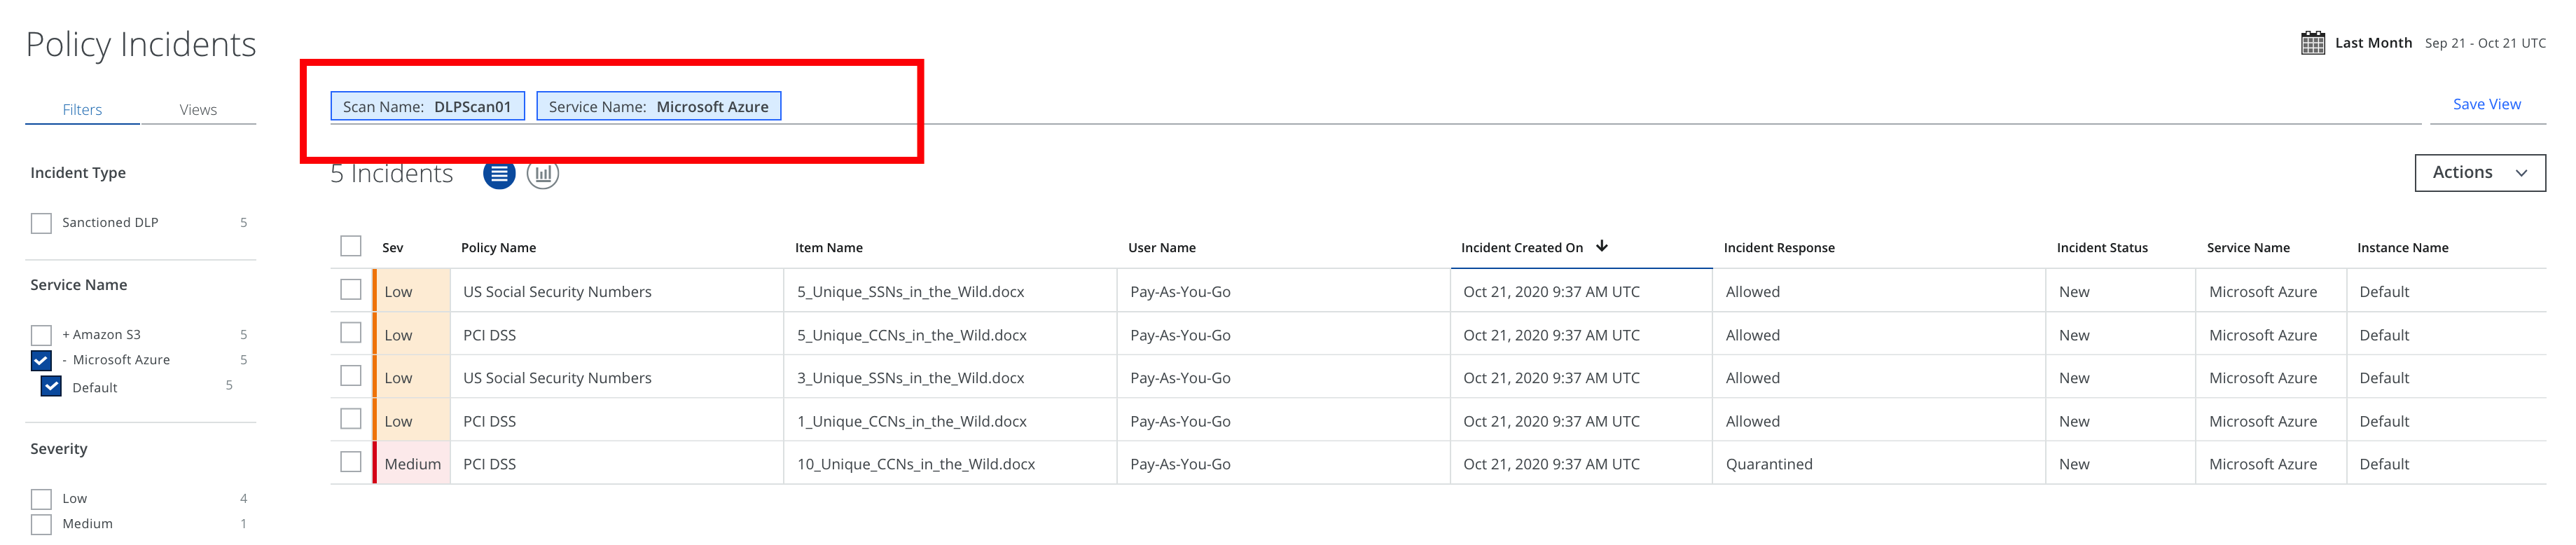 Policy Incidents
Last Month Sep 21 - Oct 21 UTC
Filters Views
Scan Name: DLPScan01 Service Name: Microsoft Azure
Save View
Incident Type
Sanctioned DLP 5
Service Name
+ Amazon S3 5
- Microsoft Azure 5
Default 5
Severity
Low 4
Medium 1
5 Incidents
Actions
Sev Policy Name Item Name User Name Incident Created On Incident Response Incident Status Service Name Instance Name
Low US Social Security Numbers 5_Unique_SSNs_in_the_Wild.docx Pay-As-You-Go Oct 21, 2020 9:37 AM UTC Allowed New Microsoft Azure Default
Low PCI DSS 5_Unique_CCNs_in_the_Wild.docx Pay-As-You-Go Oct 21, 2020 9:37 AM UTC Allowed New Microsoft Azure Default
Low US Social Security Numbers 3_Unique_SSNs_in_the_Wild.docx Pay-As-You-Go Oct 21, 2020 9:37 AM UTC Allowed New Microsoft Azure Default
Low PCI DSS 1_Unique_CCNs_in_the_Wild.docx Pay-As-You-Go Oct 21, 2020 9:37 AM UTC Allowed New Microsoft Azure Default
Medium PCI DSS 10_Unique_CCNs_in_the_Wild.docx Pay-As-You-Go Oct 21, 2020 9:37 AM UTC Quarantined New Microsoft Azure Default